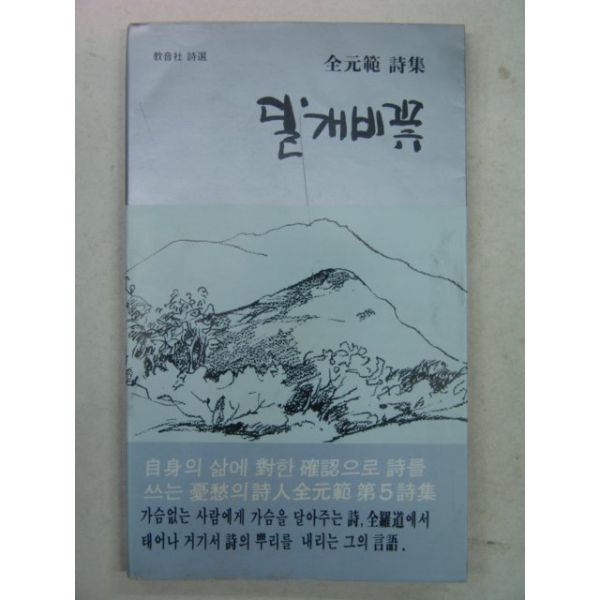 敎音社 詩選
全元範 詩集
自身의 삶에 對한 確認으로 詩를
쓰는 憂愁의 詩人 全元範 第5詩集
가슴없는 사람에게 가슴을 달아주는 詩, 全羅道에서
태어나 거기서 詩의 뿌리를 내리는 그의 言語.